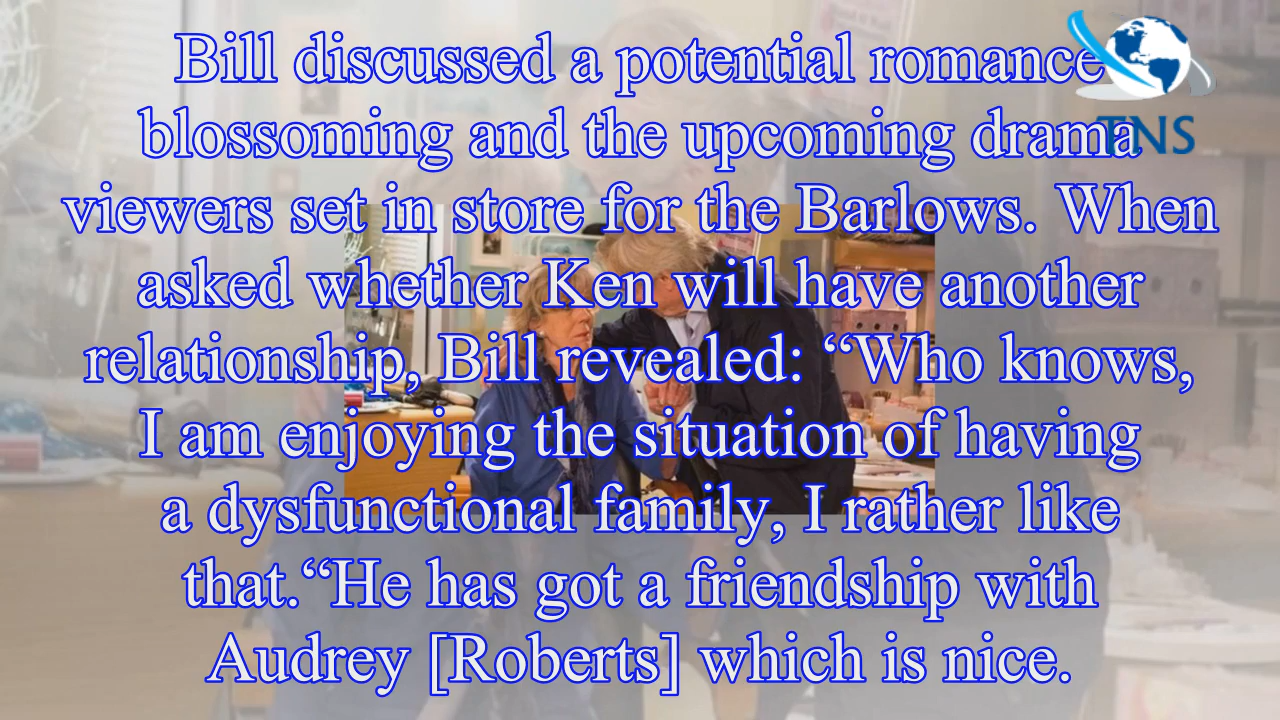 Bill discussed a potential romance
blossoming and the upcoming drama
viewers set in store for the Barlows. When
asked whether Ken will have another
relationship, Bill revealed: “Who knows,
I am enjoying the situation of having
a dysfunctional family, I rather like
that.“He has got a friendship with
Audrey [Roberts] which is nice.
TNS